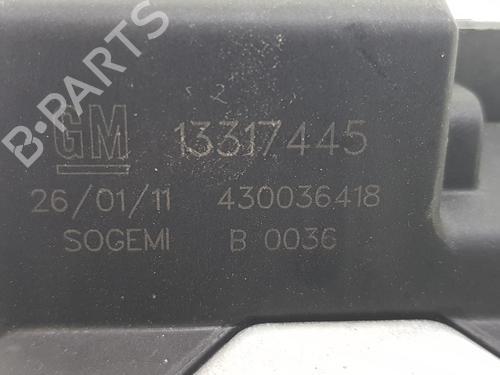 B-PARTS
GM 13317445
26/01/11 430036418
SOGEMI B 0036